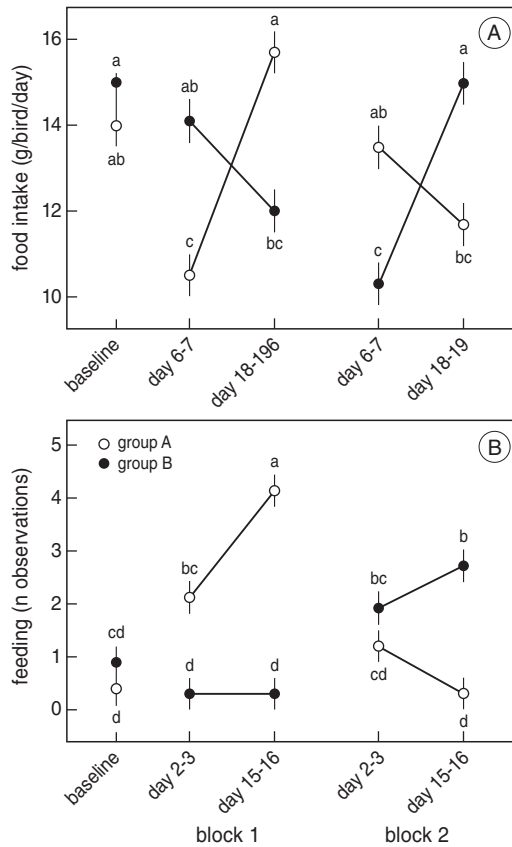 A
16
14
12
10
food intake (g/bird/day)
a
ab
ab
c
a
bc
ab
c
a
bc
baseline
day 6-7
day 18-196
day 6-7
day 18-19
B
group A
group B
5
4
3
2
1
0
feeding (n observations)
cd
d
bc
d
a
d
bc
cd
b
d
baseline
day 2-3
day 15-16
day 2-3
day 15-16
block 1
block 2